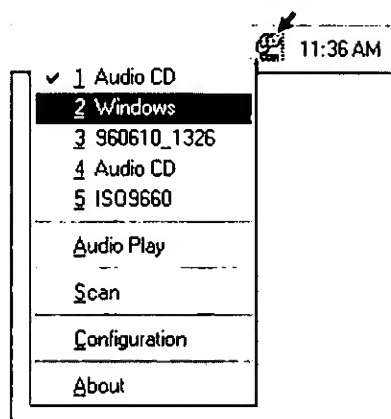 11:36 AM
✓ 1 Audio CD
2 Windows
3 960610_1326
4 Audio CD
5 ISO9660
Audio Play
Scan
Configuration
About